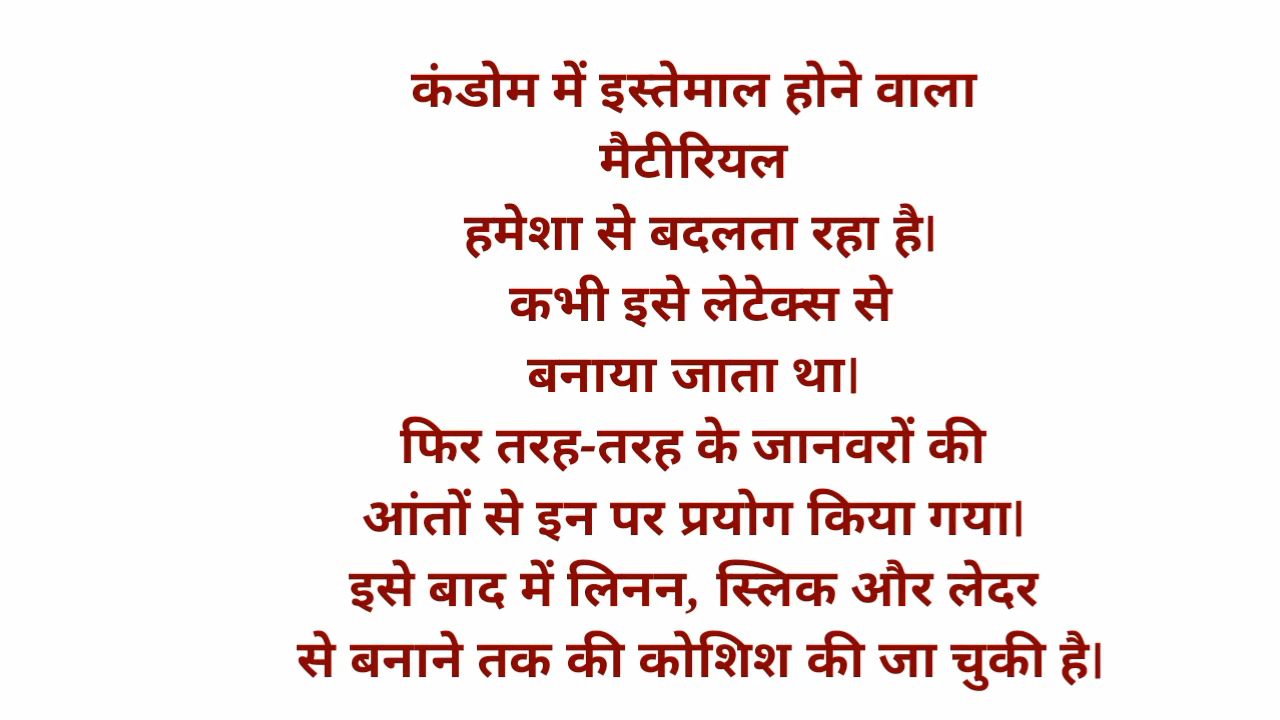 कंडोम में इस्तेमाल होने वाला
मैटीरियल
हमेशा से बदलता रहा है।
कभी इसे लेटेक्स से
बनाया जाता था।
फिर तरह-तरह के जानवरों की
आंतों से इन पर प्रयोग किया गया।
इसे बाद में लिनन, स्लिक और लेदर
से बनाने तक की कोशिश की जा चुकी है।